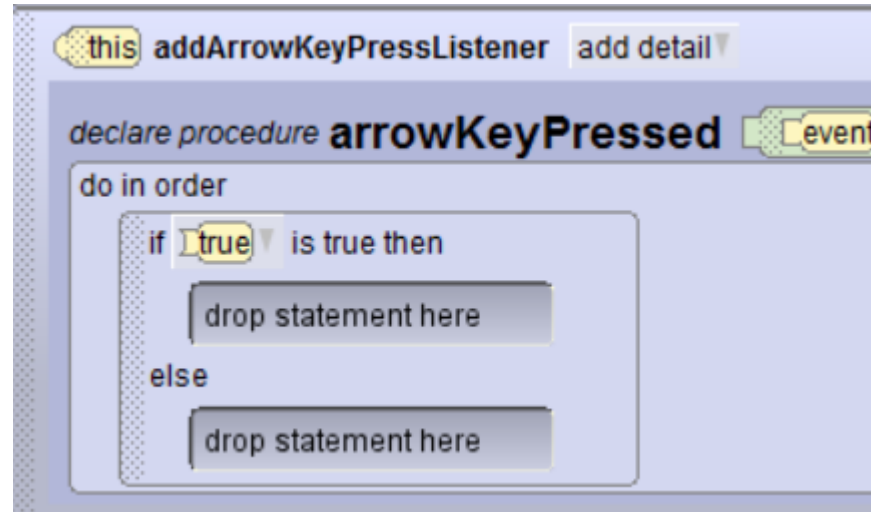 this addArrowKeyPressListener add detail
declare procedure arrowKeyPressed event
do in order
if true is true then
drop statement here
else
drop statement here